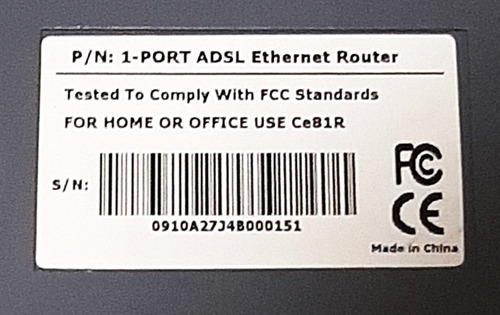 P/N: 1-PORT ADSL Ethernet Router
Tested To Comply With FCC Standards
FOR HOME OR OFFICE USE Ce81R
S/N:
0910A27J4B000151
FC
CE
Made in China